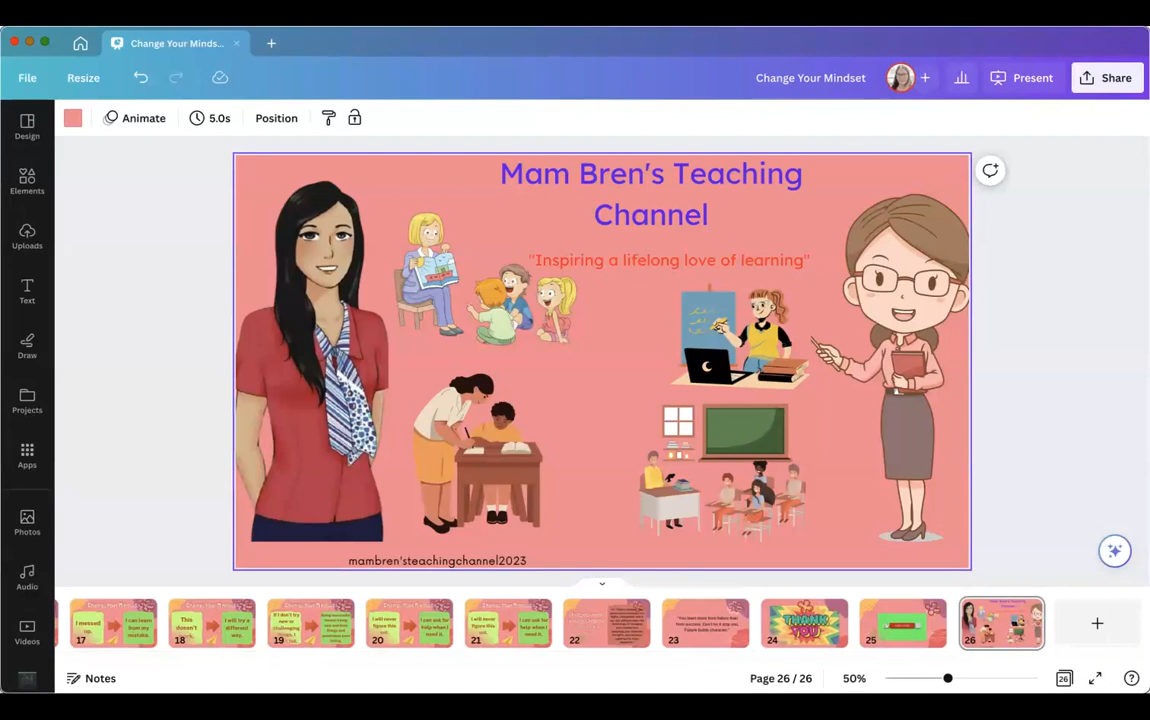 Change Your Minds...
File
Resize
Change Your Mindset
Present
Share
Animate
5.0s
Position
Design
Elements
Uploads
Text
Draw
Projects
Apps
Photos
Audio
Videos
Mam Bren's Teaching
Channel
"Inspiring a lifelong love of learning"
mambren'steachingchannel2023
I messed
up.
I can learn
from my
mistake.
17
This
doesn't
I will try a
different
way.
18
19
I will never
figure this
out.
I can ask for
help when I
need it.
20
I will never
figure this
out.
I can ask for
help when I
need it.
21
22
23
THANK
YOU
24
25
26
Notes
Page 26 / 26
50%
26